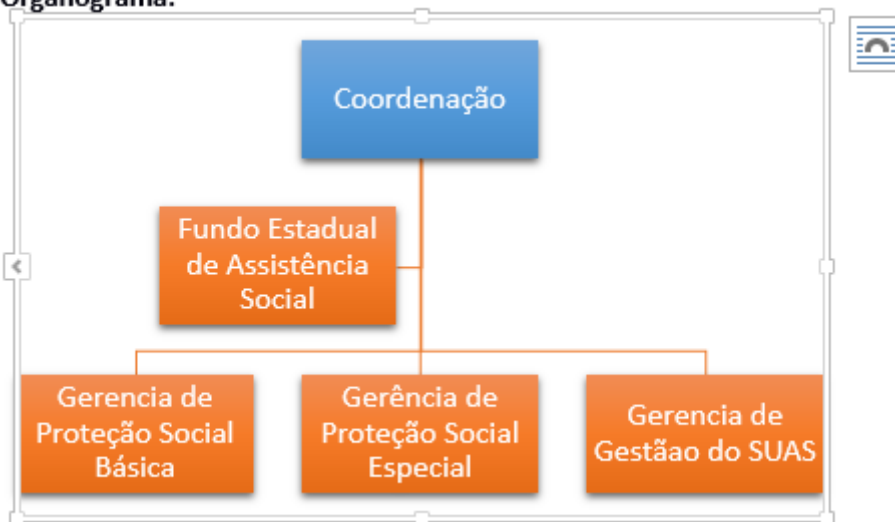 Organograma:
Coordenação
Fundo Estadual
de Assistência
Social
Gerencia de
Proteção Social
Básica
Gerência de
Proteção Social
Especial
Gerencia de
Gestãao do SUAS